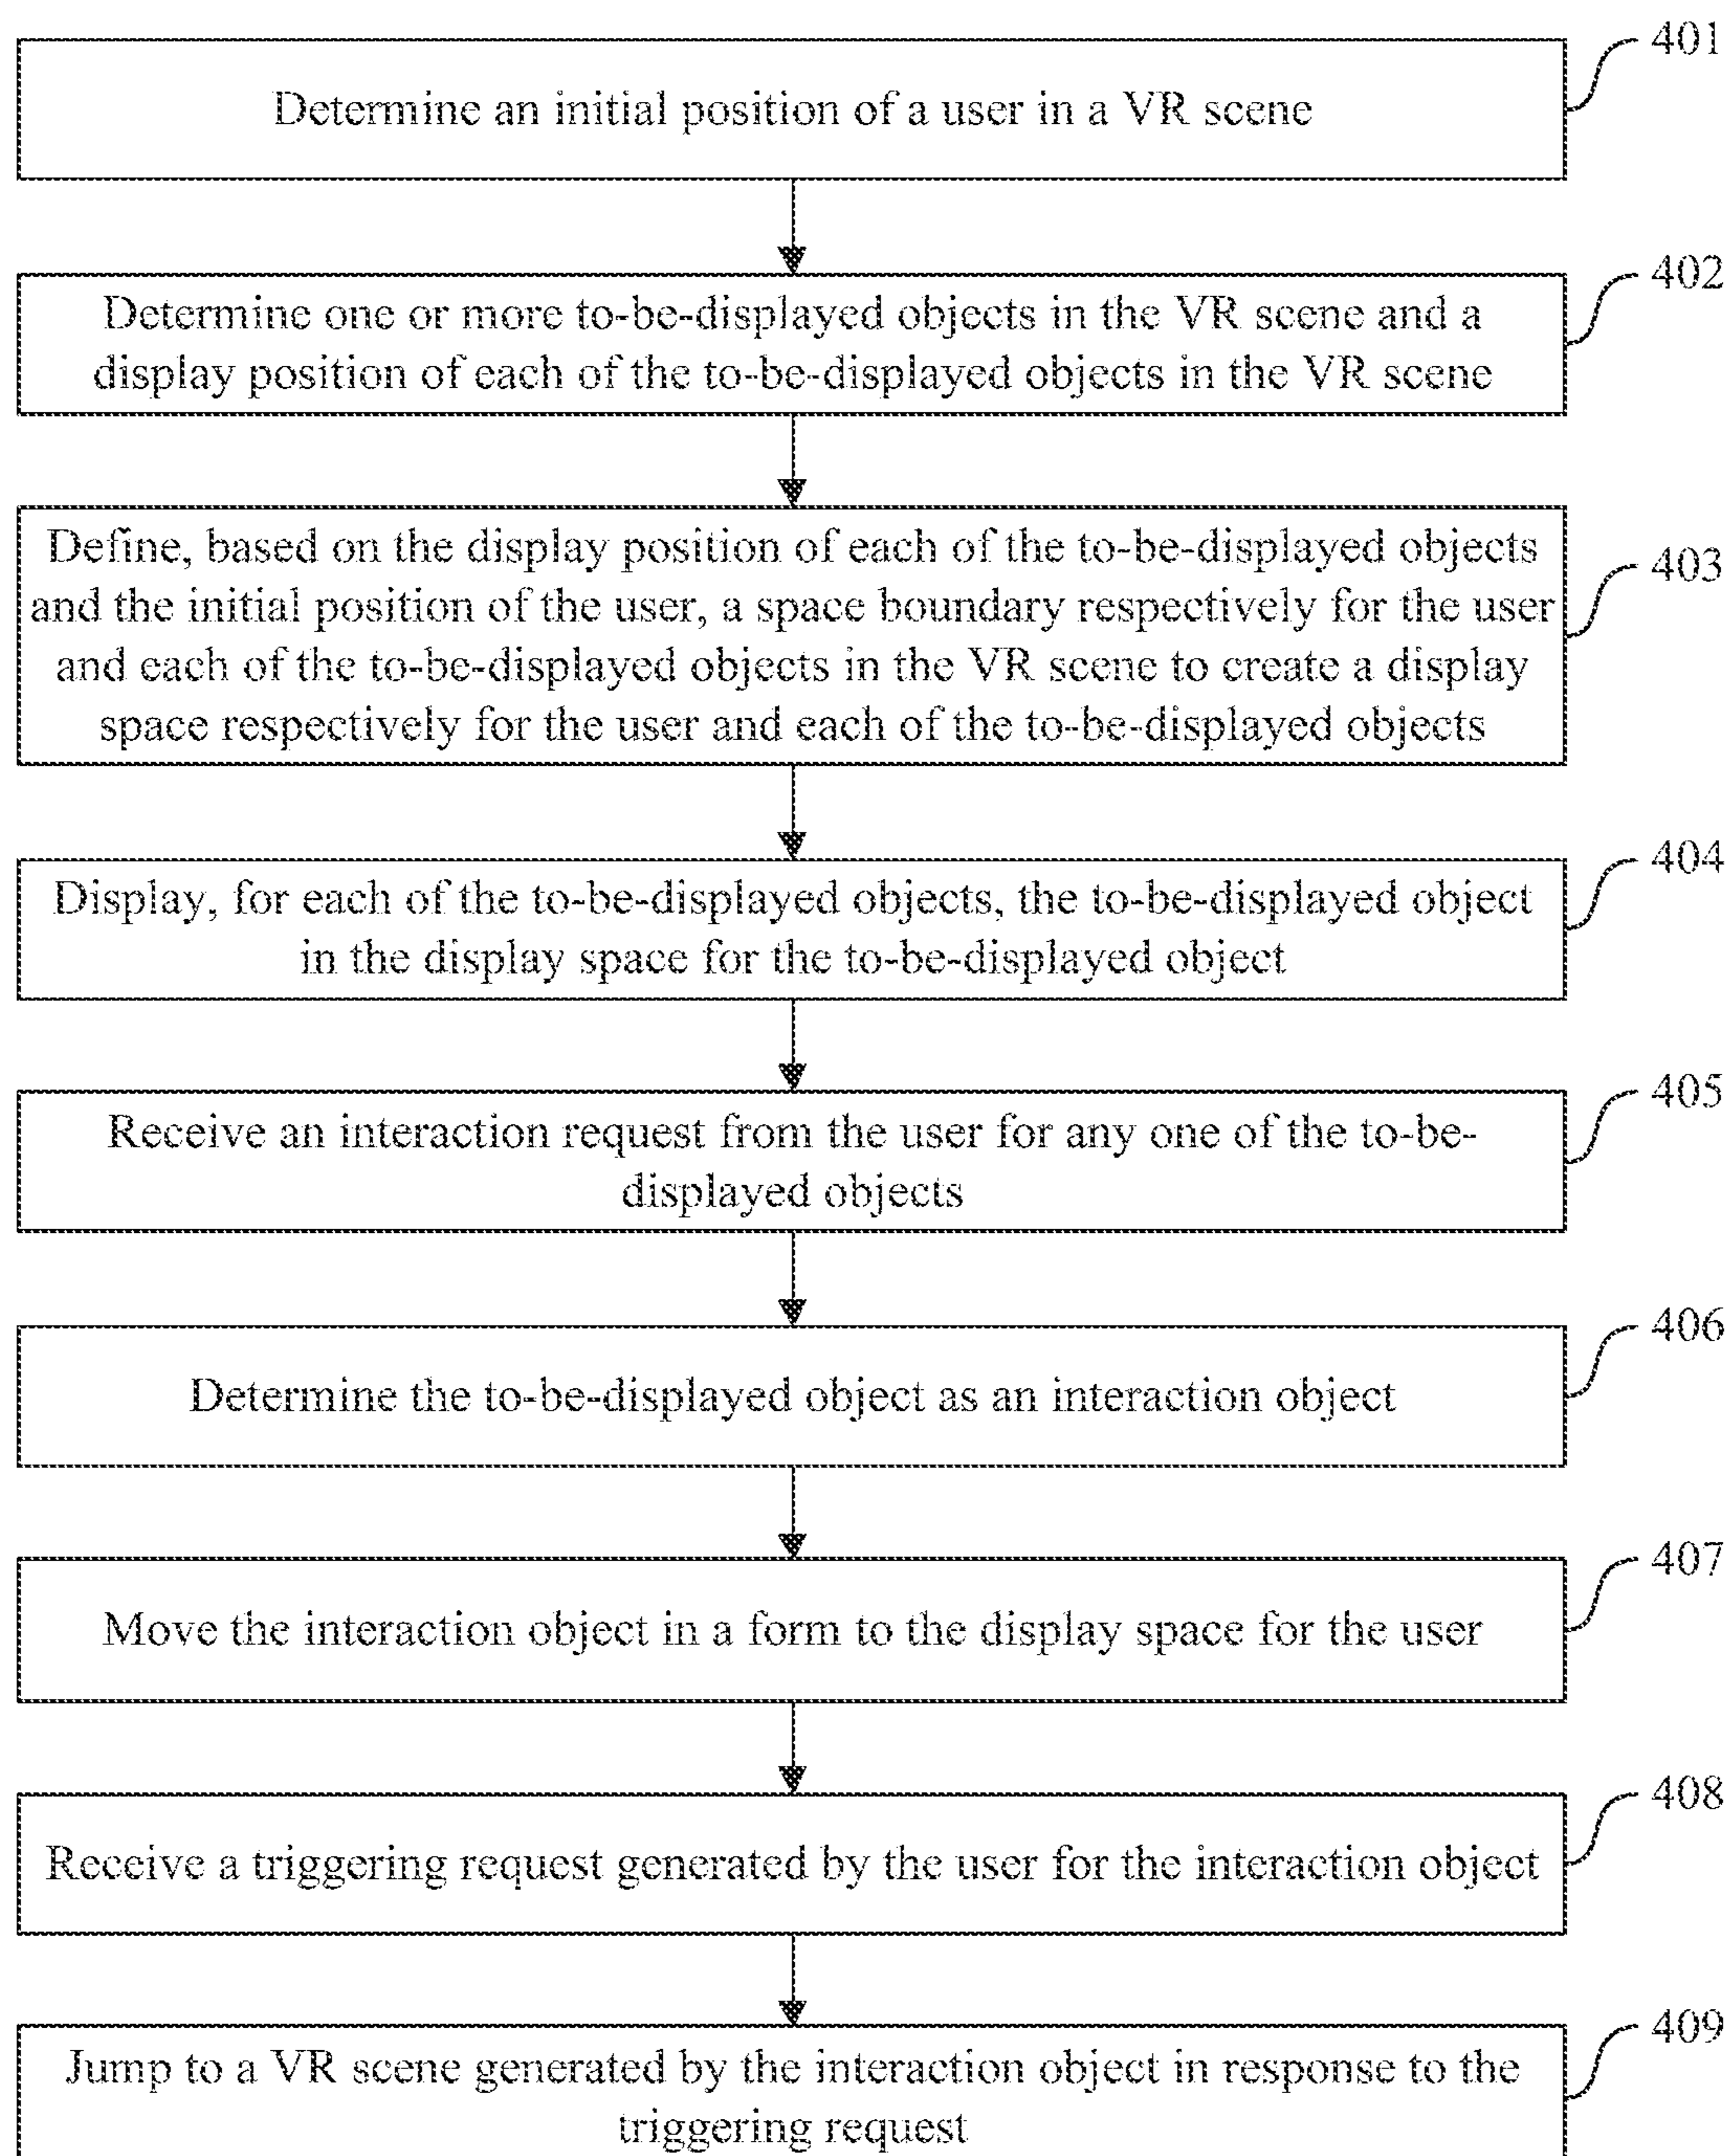 401
Determine an initial position of a user in a VR scene
402
Determine one or more to-be-displayed objects in the VR scene and a
display position of each of the to-be-displayed objects in the VR scene
403
Define, based on the display position of each of the to-be-displayed objects
and the initial position of the user, a space boundary respectively for the user
and each of the to-be-displayed objects in the VR scene to create a display
space respectively for the user and each of the to-be-displayed objects
404
Display, for each of the to-be-displayed objects, the to-be-displayed object
in the display space for the to-be-displayed object
405
Receive an interaction request from the user for any one of the to-be-
displayed objects
406
Determine the to-be-displayed object as an interaction object
407
Move the interaction object in a form to the display space for the user
408
Receive a triggering request generated by the user for the interaction object
409
Jump to a VR scene generated by the interaction object in response to the
triggering request